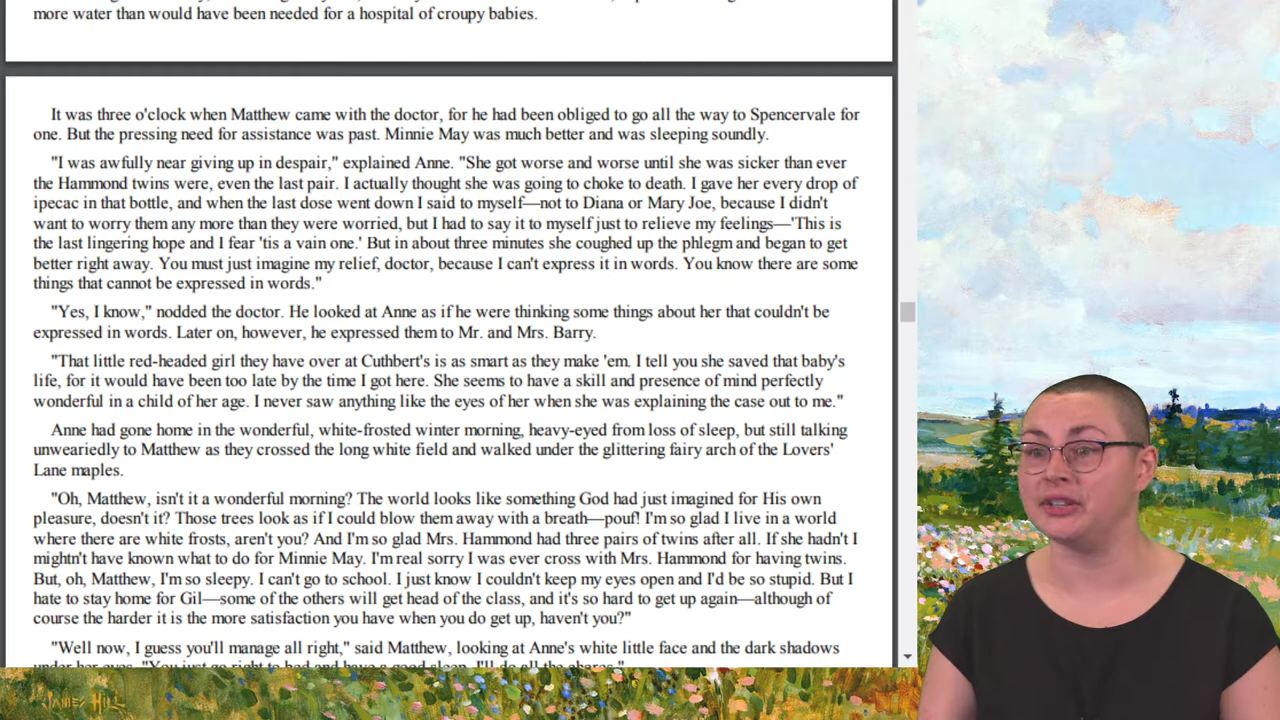 more water than would have been needed for a hospital of croupy babies.
It was three o'clock when Matthew came with the doctor, for he had been obliged to go all the way to Spencervale for
one. But the pressing need for assistance was past. Minnie May was much better and was sleeping soundly.
"I was awfully near giving up in despair," explained Anne. "She got worse and worse until she was sicker than ever
the Hammond twins were, even the last pair. I actually thought she was going to choke to death. I gave her every drop of
ipecac in that bottle, and when the last dose went down I said to myself—not to Diana or Mary Joe, because I didn't
want to worry them any more than they were worried, but I had to say it to myself just to relieve my feelings—'This is
the last lingering hope and I fear 'tis a vain one.' But in about three minutes she coughed up the phlegm and began to get
better right away. You must just imagine my relief, doctor, because I can't express it in words. You know there are some
things that cannot be expressed in words."
"Yes, I know," nodded the doctor. He looked at Anne as if he were thinking some things about her that couldn't be
expressed in words. Later on, however, he expressed them to Mr. and Mrs. Barry.
"That little red-headed girl they have over at Cuthbert's is as smart as they make 'em. I tell you she saved that baby's
life, for it would have been too late by the time I got here. She seems to have a skill and presence of mind perfectly
wonderful in a child of her age. I never saw anything like the eyes of her when she was explaining the case out to me."
Anne had gone home in the wonderful, white-frosted winter morning, heavy-eyed from loss of sleep, but still talking
unweariedly to Matthew as they crossed the long white field and walked under the glittering fairy arch of the Lovers'
Lane maples.
"Oh, Matthew, isn't it a wonderful morning? The world looks like something God had just imagined for His own
pleasure, doesn't it? Those trees look as if I could blow them away with a breath—pouf! I'm so glad I live in a world
where there are white frosts, aren't you? And I'm so glad Mrs. Hammond had three pairs of twins after all. If she hadn't I
mightn't have known what to do for Minnie May. I'm real sorry I was ever cross with Mrs. Hammond for having twins.
But, oh, Matthew, I'm so sleepy. I can't go to school. I just know I couldn't keep my eyes open and I'd be so stupid. But I
hate to stay home for Gil—some of the others will get head of the class, and it's so hard to get up again—although of
course the harder it is the more satisfaction you have when you do get up, haven't you?"
"Well now, I guess you'll manage all right," said Matthew, looking at Anne's white little face and the dark shadows
under her eyes. "You just go right to bed and have a good sleep. I'll do all the chores."
JAMES HILL